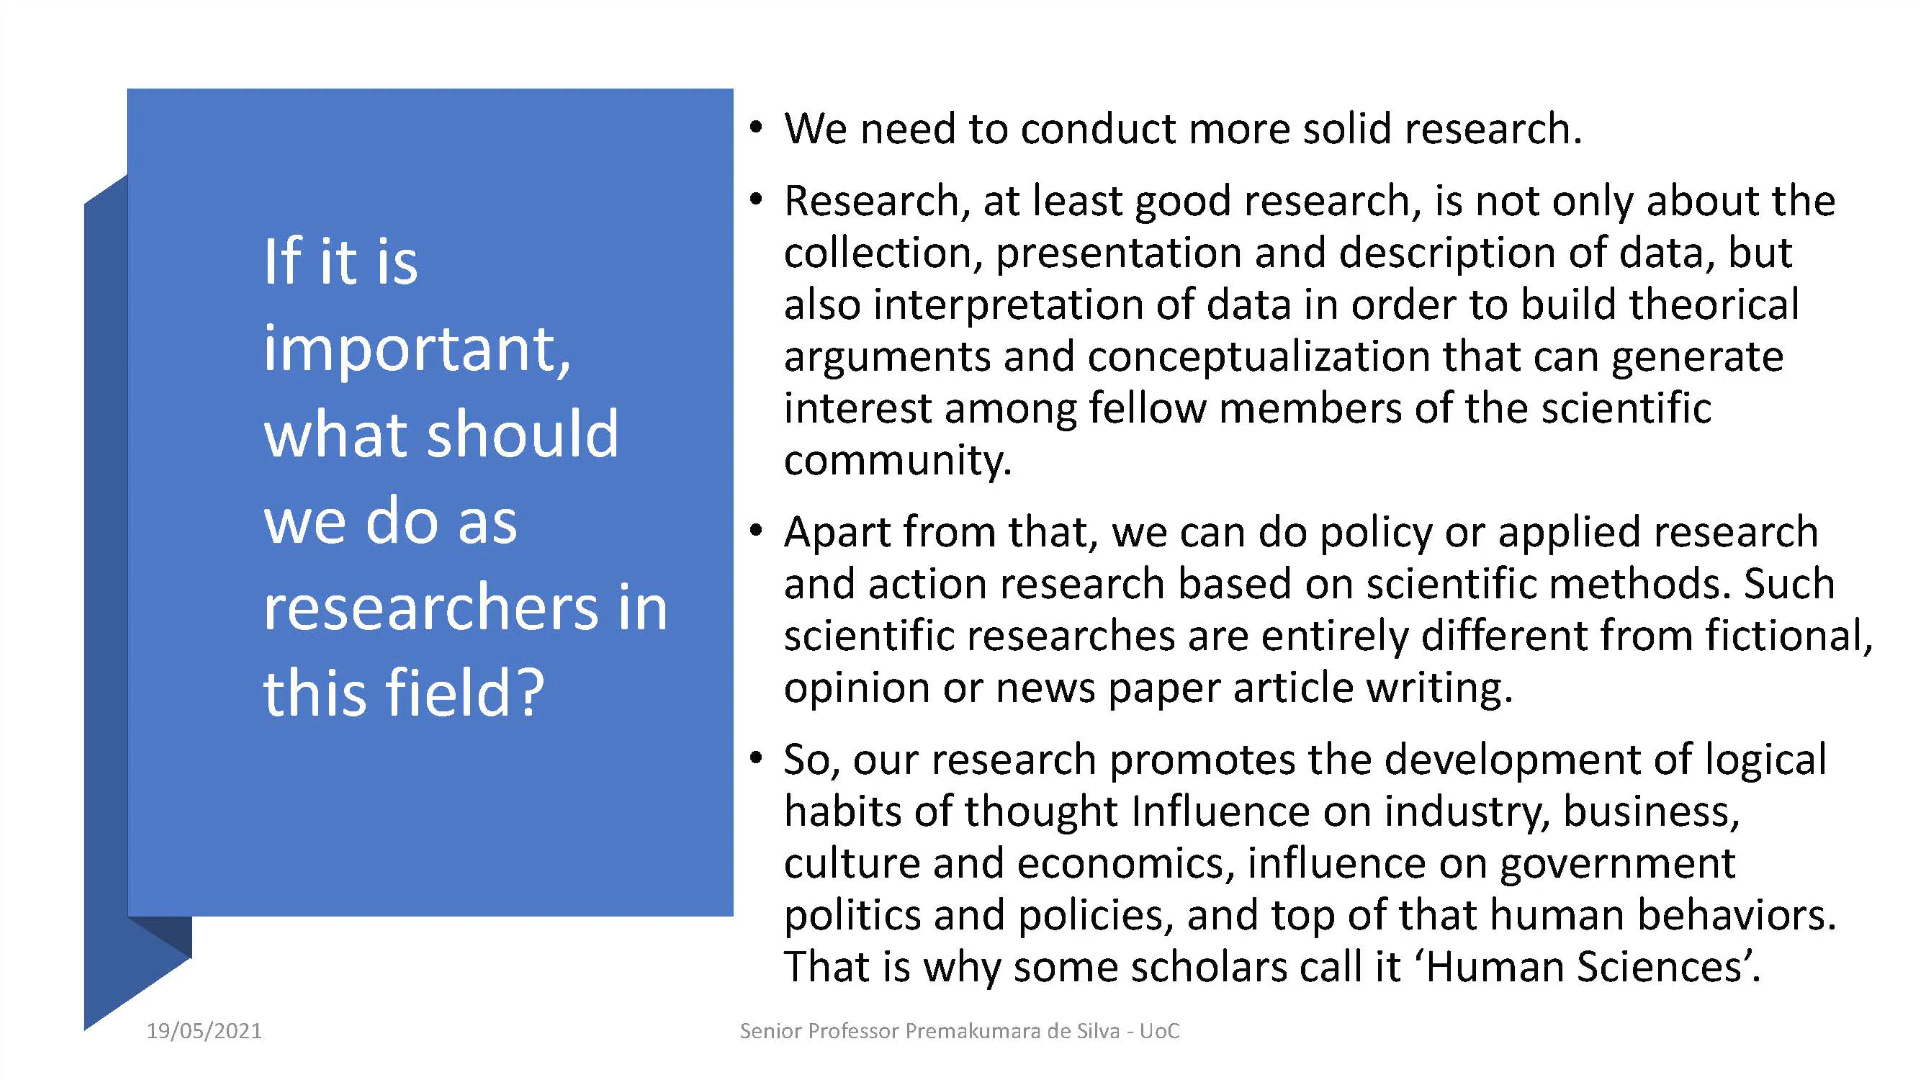 If it is
important,
what should
we do as
researchers in
this field?
• We need to conduct more solid research.
• Research, at least good research, is not only about the
collection, presentation and description of data, but
also interpretation of data in order to build theorical
arguments and conceptualization that can generate
interest among fellow members of the scientific
community.
• Apart from that, we can do policy or applied research
and action research based on scientific methods. Such
scientific researches are entirely different from fictional,
opinion or news paper article writing.
• So, our research promotes the development of logical
habits of thought Influence on industry, business,
culture and economics, influence on government
politics and policies, and top of that human behaviors.
That is why some scholars call it ‘Human Sciences’.
19/05/2021
Senior Professor Premakumara de Silva - UoC